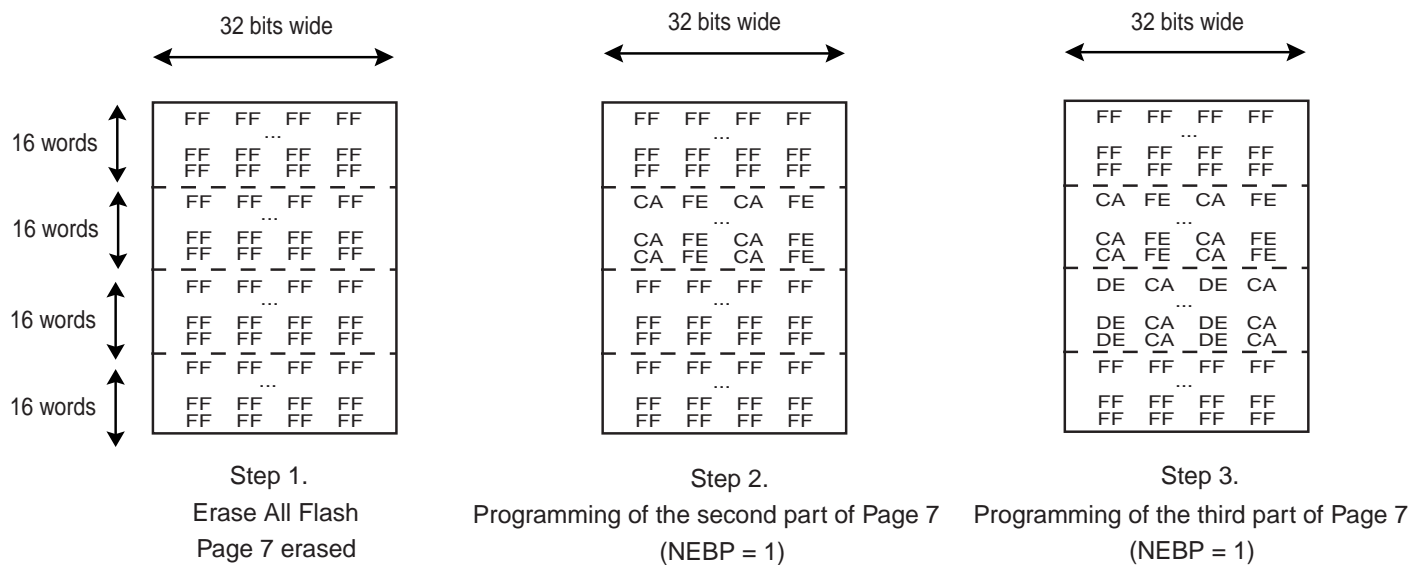 32 bits wide
32 bits wide
32 bits wide
16 words
16 words
16 words
16 words
FF FF FF FF
...
FF FF FF FF
FF FF FF FF
FF FF FF FF
...
FF FF FF FF
FF FF FF FF
FF FF FF FF
...
FF FF FF FF
FF FF FF FF
FF FF FF FF
...
FF FF FF FF
FF FF FF FF
Step 1.
Erase All Flash
Page 7 erased
FF FF FF FF
...
FF FF FF FF
FF FF FF FF
CA FE CA FE
...
CA FE CA FE
CA FE CA FE
FF FF FF FF
...
FF FF FF FF
FF FF FF FF
FF FF FF FF
...
FF FF FF FF
FF FF FF FF
Step 2.
Programming of the second part of Page 7
(NEBP = 1)
FF FF FF FF
...
FF FF FF FF
FF FF FF FF
CA FE CA FE
...
CA FE CA FE
CA FE CA FE
DE CA DE CA
...
DE CA DE CA
DE CA DE CA
FF FF FF FF
...
FF FF FF FF
FF FF FF FF
Step 3.
Programming of the third part of Page 7
(NEBP = 1)